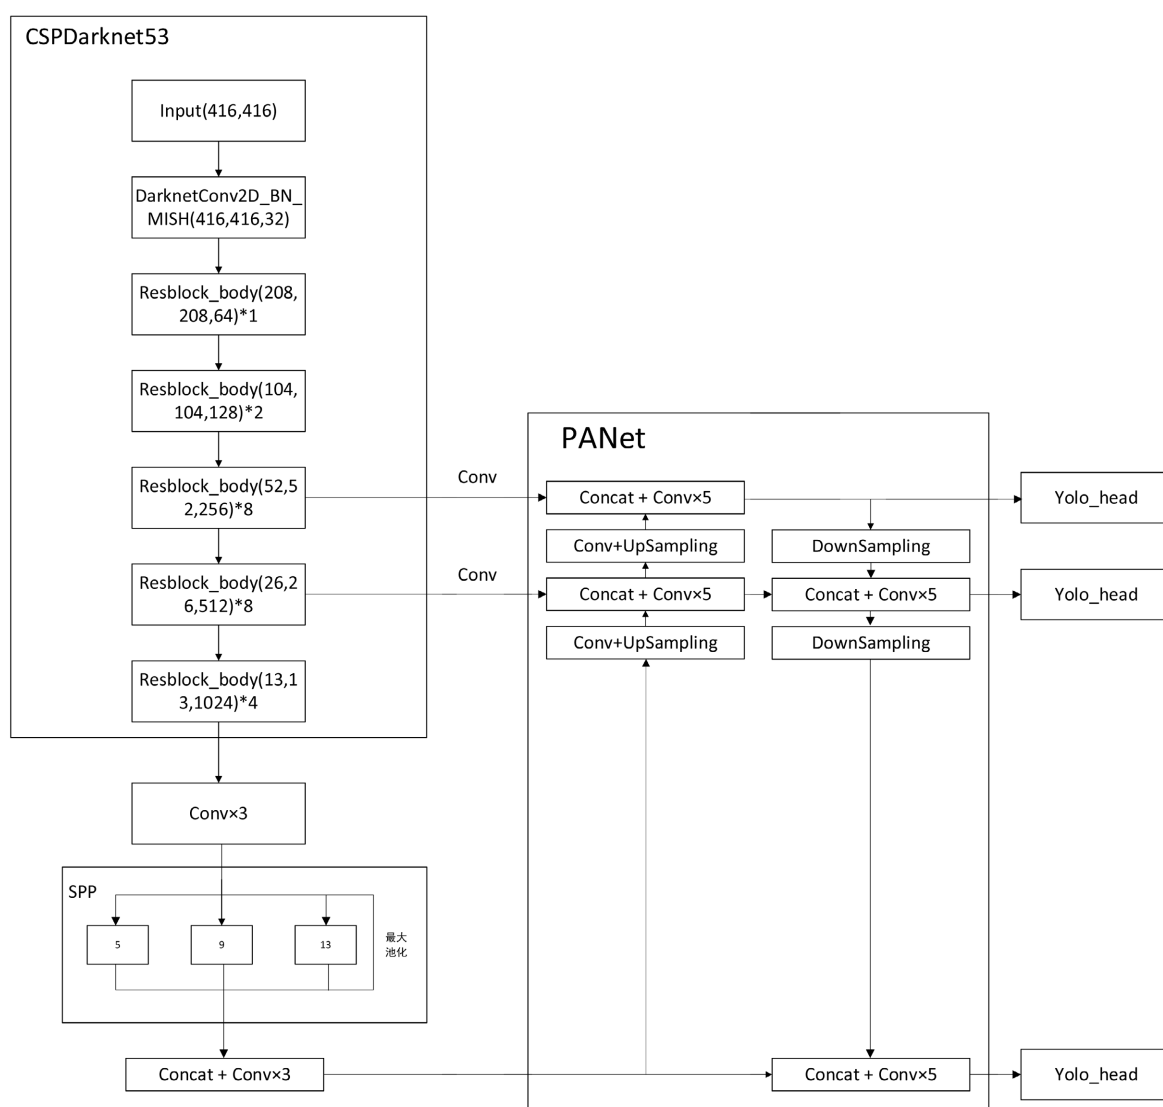 CSPDarknet53
Input(416,416)
DarknetConv2D_BN_
MISH(416,416,32)
Resblock_body(208,
208,64)*1
Resblock_body(104,
104,128)*2
Resblock_body(52,5
2,256)*8
Resblock_body(26,2
6,512)*8
Resblock_body(13,1
3,1024)*4
Conv×3
SPP
5
9
13
最大
池化
Concat + Conv×3
Conv
Conv
PANet
Concat + Conv×5
Conv+UpSampling
Concat + Conv×5
Conv+UpSampling
DownSampling
Concat + Conv×5
DownSampling
Concat + Conv×5
Yolo_head
Yolo_head
Yolo_head